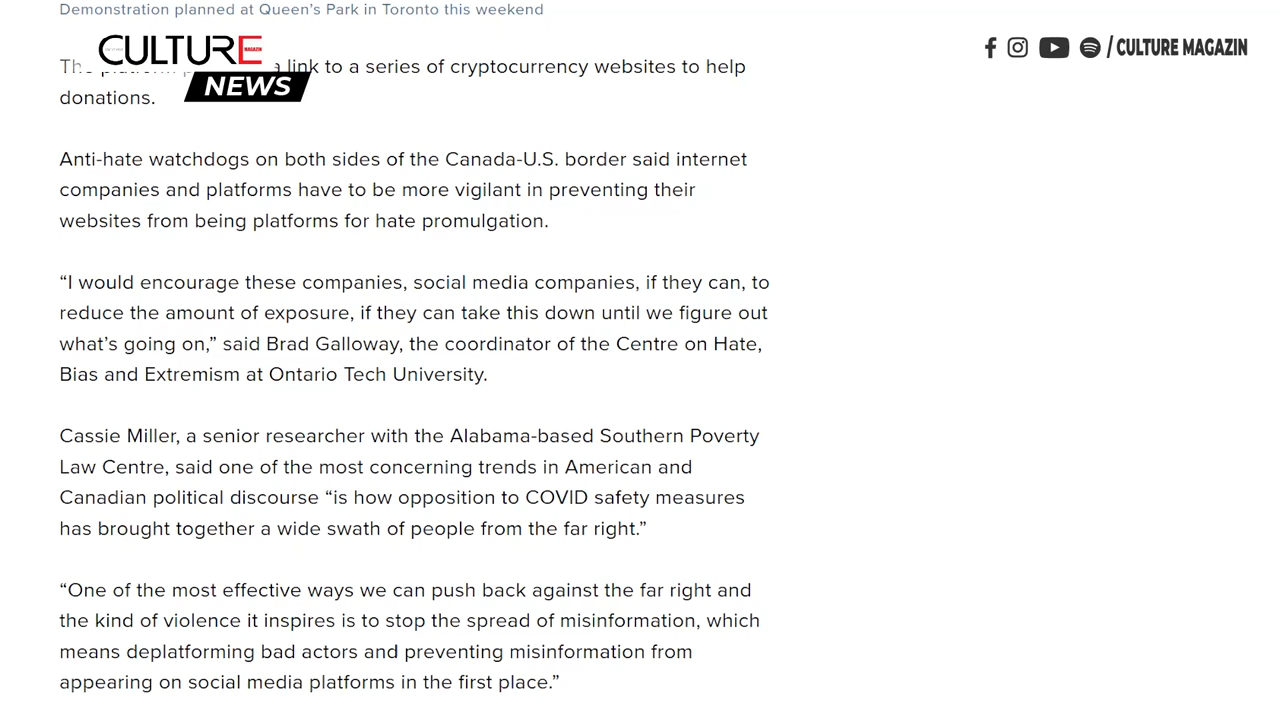 Demonstration planned at Queen's Park in Toronto this weekend
CULTURE
NEWS
/ CULTURE MAGAZIN
The link to a series of cryptocurrency websites to help
donations.
Anti-hate watchdogs on both sides of the Canada-U.S. border said internet
companies and platforms have to be more vigilant in preventing their
websites from being platforms for hate promulgation.
“I would encourage these companies, social media companies, if they can, to
reduce the amount of exposure, if they can take this down until we figure out
what’s going on,” said Brad Galloway, the coordinator of the Centre on Hate,
Bias and Extremism at Ontario Tech University.
Cassie Miller, a senior researcher with the Alabama-based Southern Poverty
Law Centre, said one of the most concerning trends in American and
Canadian political discourse “is how opposition to COVID safety measures
has brought together a wide swath of people from the far right.”
“One of the most effective ways we can push back against the far right and
the kind of violence it inspires is to stop the spread of misinformation, which
means deplatforming bad actors and preventing misinformation from
appearing on social media platforms in the first place.”